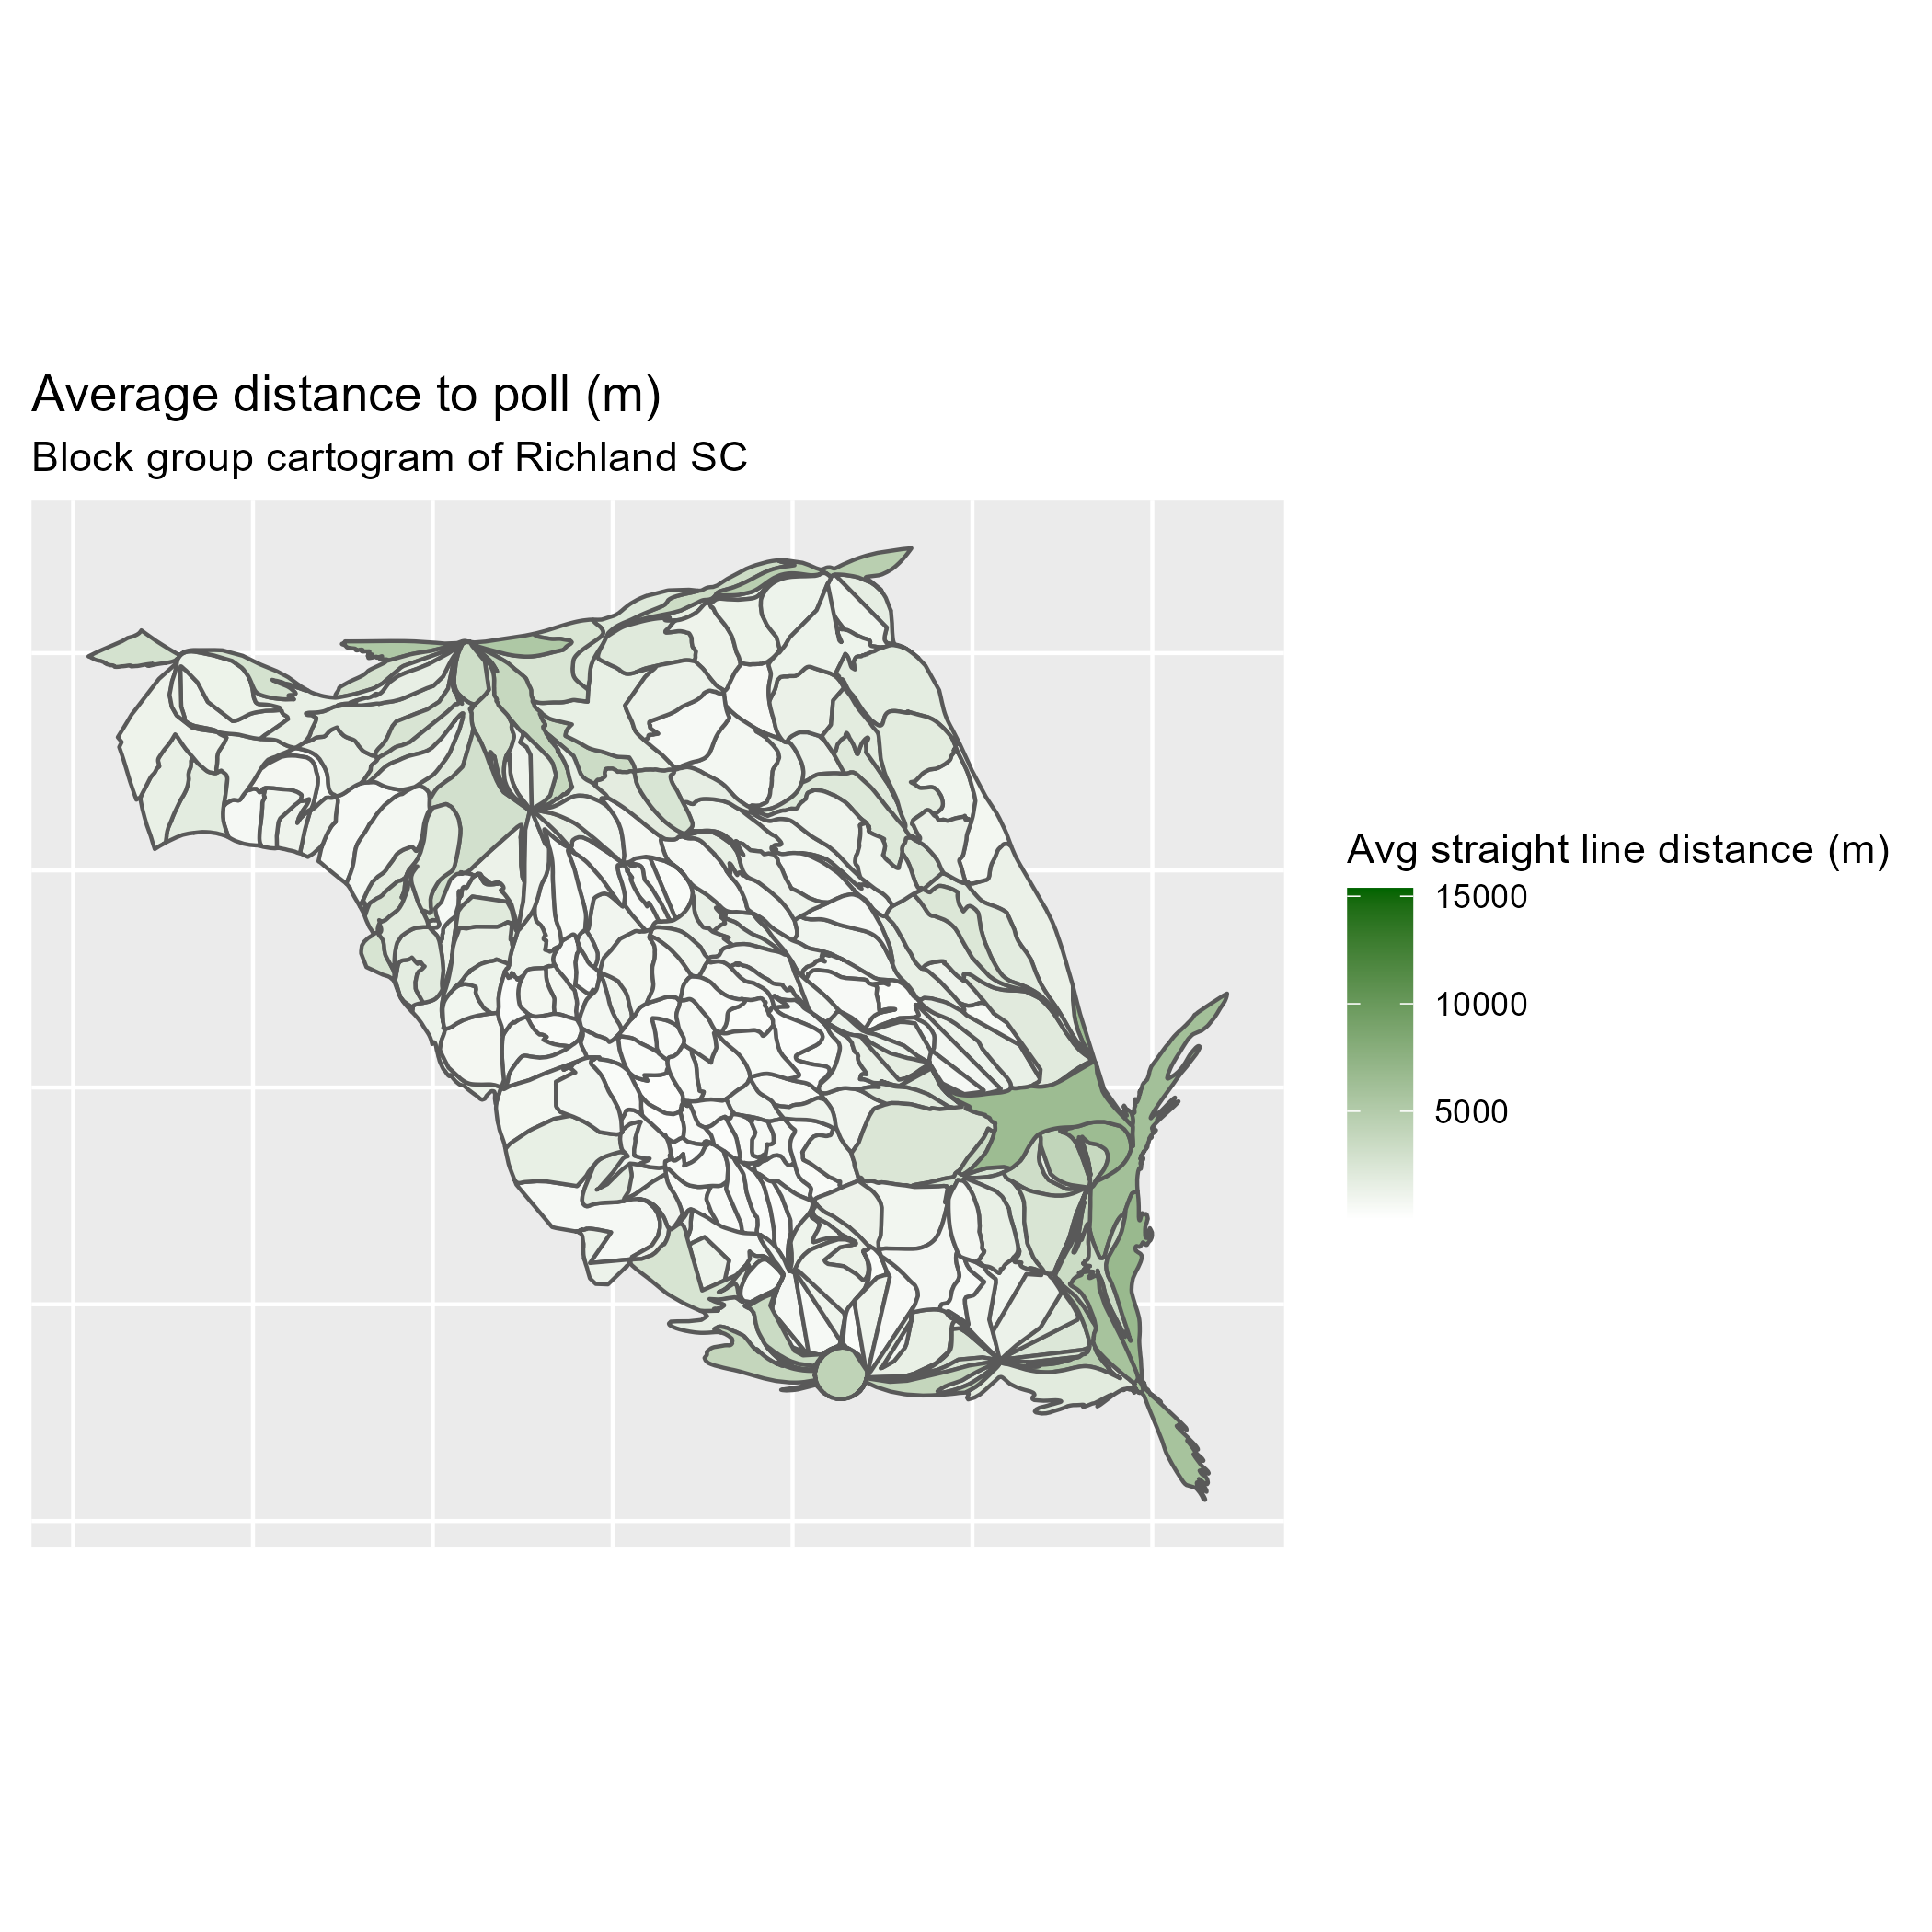 Average distance to poll (m)
Block group cartogram of Richland SC
Avg straight line distance (m)
15000
10000
5000